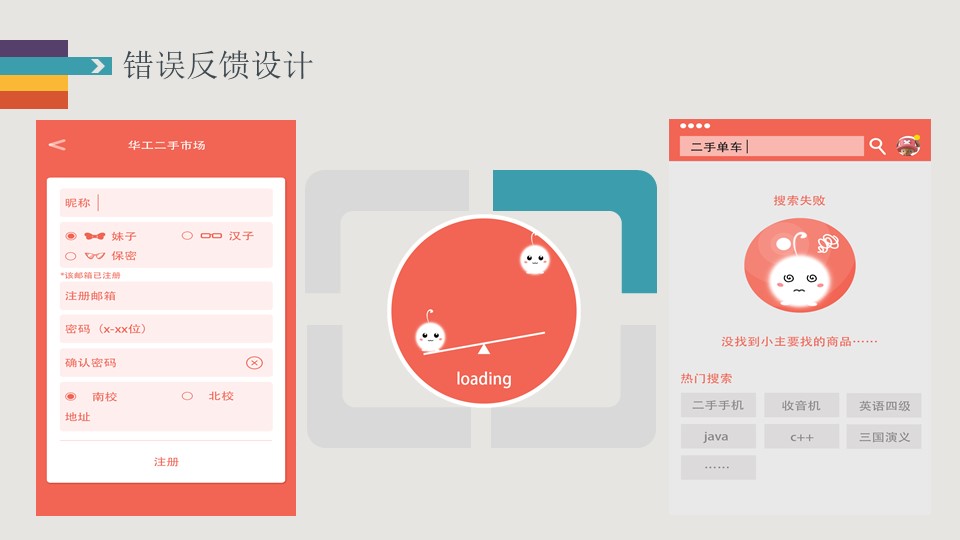 错误反馈设计
华工二手市场
昵称
妹子 汉子
保密
*该邮箱已注册
注册邮箱
密码（x-xx位）
确认密码
南校 北校
地址
注册
loading
二手单车
搜索失败
没找到小主要找的商品……
热门搜索
二手手机 收音机 英语四级
java c++ 三国演义
……